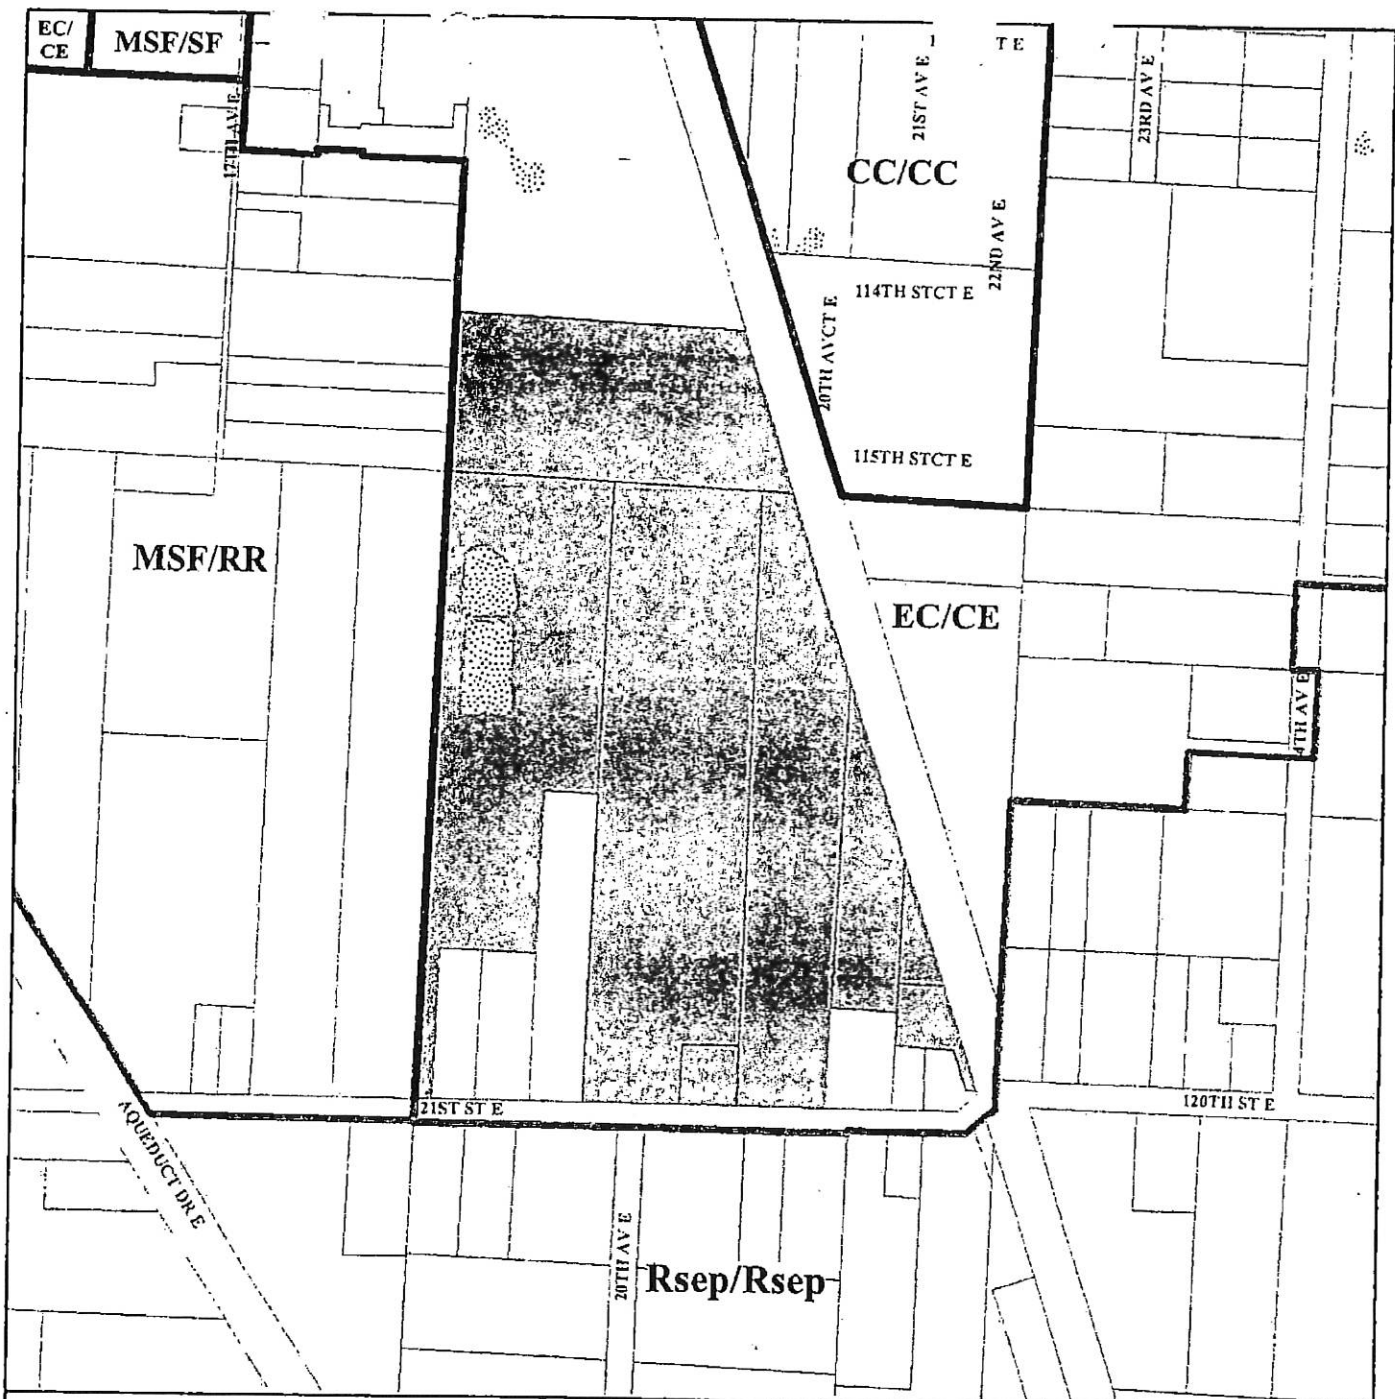 EC/
CE
MSF/SF
17TH AV E
T E
21ST AV E
23RD AV E
CC/CC
22ND AV E
114TH STCT E
20TH AVCT E
115TH STCT E
MSF/RR
EC/CE
4TH AV E
21ST ST E
120TH ST E
AQUEDUCT DR E
20TH AV E
Rsep/Rsep